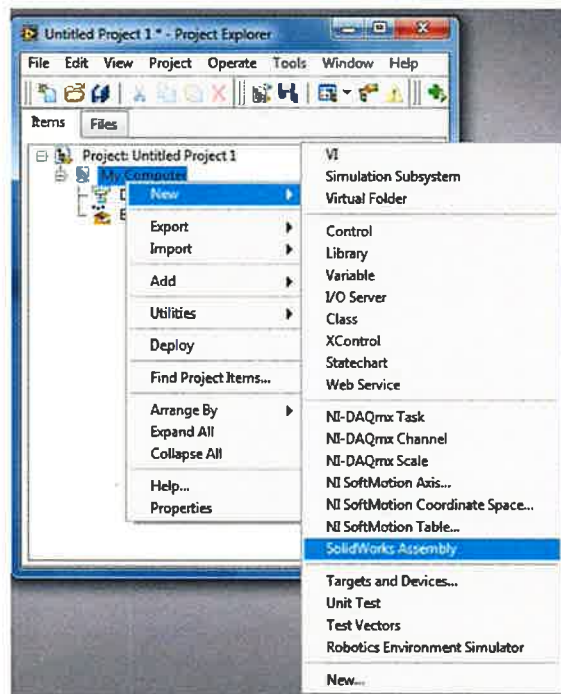 Untitled Project 1 * - Project Explorer
File Edit View Project Operate Tools Window Help
Items Files
Project: Untitled Project 1
My Computer
New
Export
Import
Add
Utilities
Deploy
Find Project Items...
Arrange By
Expand All
Collapse All
Help...
Properties
VI
Simulation Subsystem
Virtual Folder
Control
Library
Variable
I/O Server
Class
XControl
Statechart
Web Service
NI-DAQmx Task
NI-DAQmx Channel
NI-DAQmx Scale
NI SoftMotion Axis...
NI SoftMotion Coordinate Space...
NI SoftMotion Table...
SolidWorks Assembly
Targets and Devices...
Unit Test
Test Vectors
Robotics Environment Simulator
New...